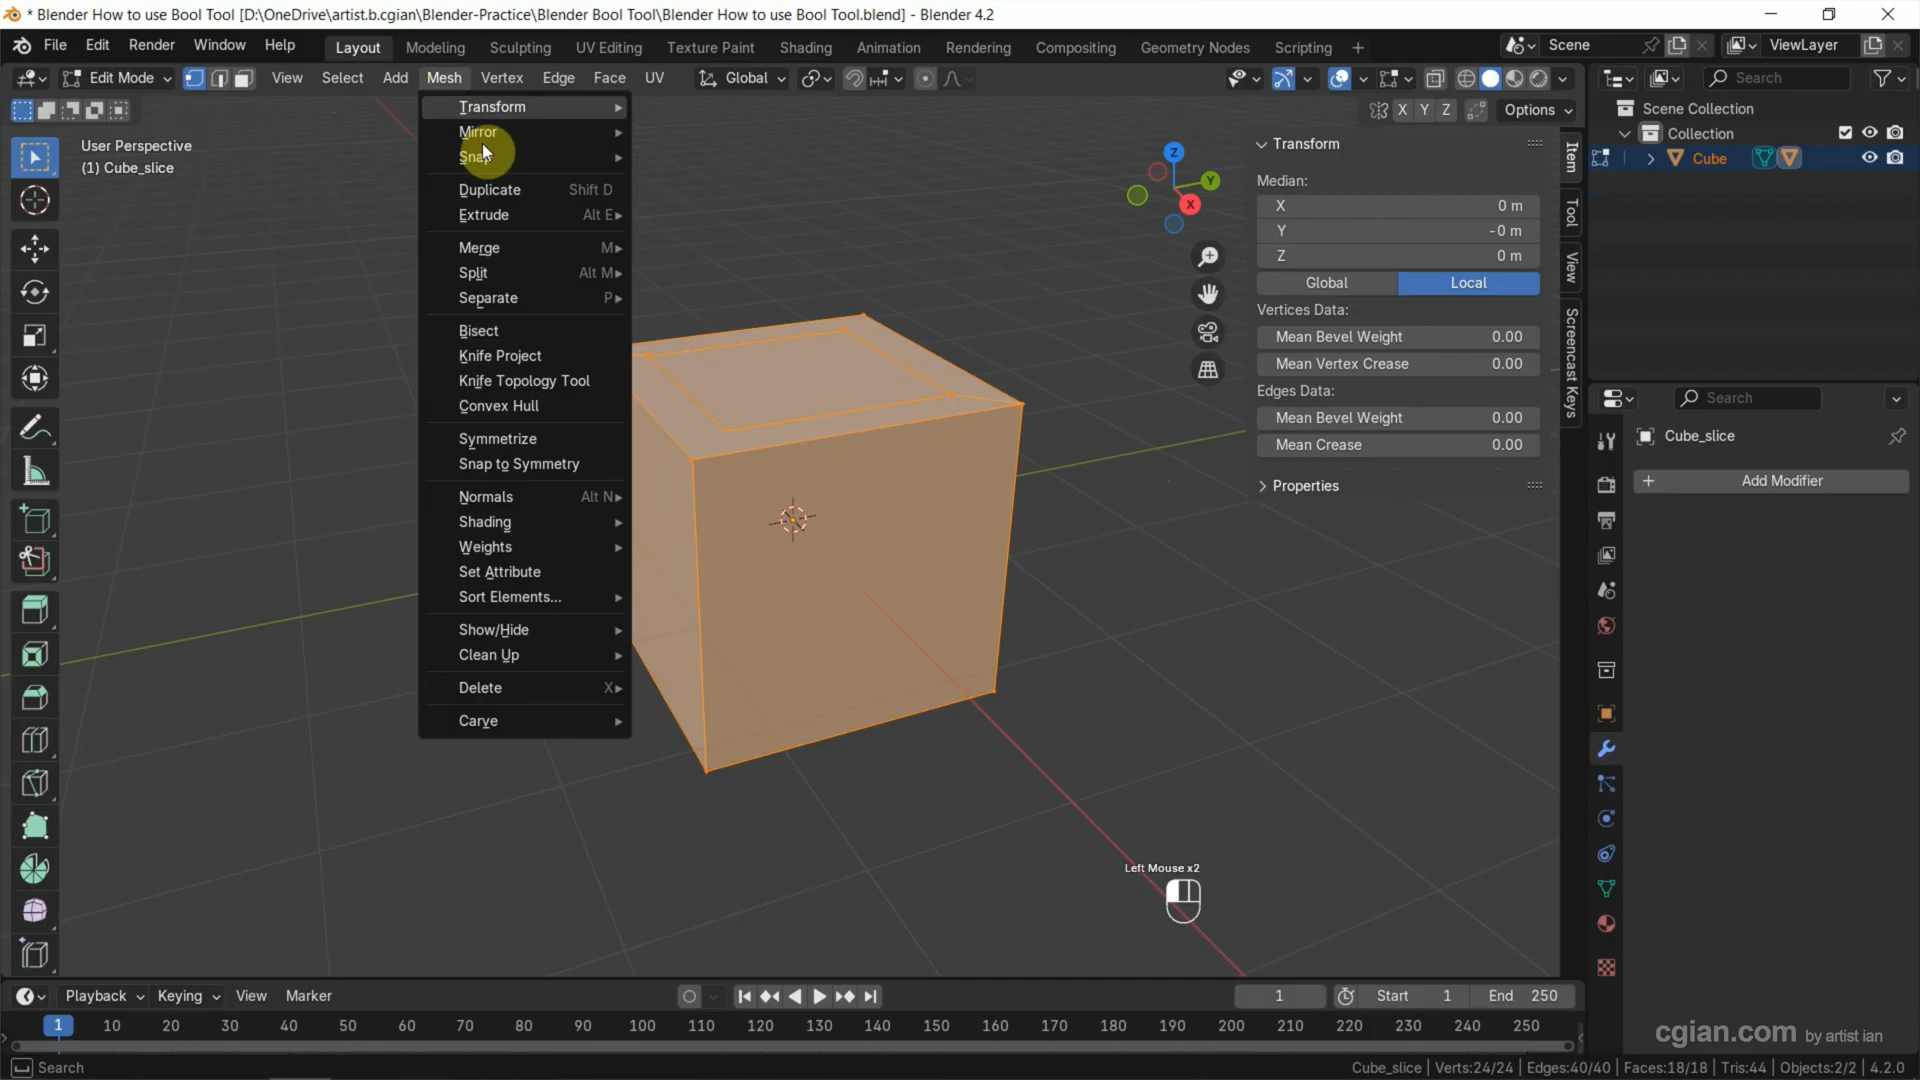 * Blender How to use Bool Tool [D:\OneDrive\artist.b.cgian\Blender-Practice\Blender Bool Tool\Blender How to use Bool Tool.blend] - Blender 4.2
File Edit Render Window Help Layout Modeling Sculpting UV Editing Texture Paint Shading Animation Rendering Compositing Geometry Nodes Scripting + Scene ViewLayer
Edit Mode View Select Add Mesh Vertex Edge Face UV Global Search
X Y Z Options
User Perspective
(1) Cube_slice
Transform
Mirror
Snap
Duplicate Shift D
Extrude Alt E
Merge M
Split Alt M
Separate P
Bisect
Knife Project
Knife Topology Tool
Convex Hull
Symmetrize
Snap to Symmetry
Normals Alt N
Shading
Weights
Set Attribute
Sort Elements...
Show/Hide
Clean Up
Delete X
Carve
Z
Y
X
Transform
Median:
X 0 m
Y -0 m
Z 0 m
Global Local
Vertices Data:
Mean Bevel Weight 0.00
Mean Vertex Crease 0.00
Edges Data:
Mean Bevel Weight 0.00
Mean Crease 0.00
Properties
Item
Tool
View
Screencast Keys
Scene Collection
Collection
Cube
Search
Cube_slice
+ Add Modifier
Left Mouse x2
Playback Keying View Marker 1 Start 1 End 250
1 10 20 30 40 50 60 70 80 90 100 110 120 130 140 150 160 170 180 190 200 210 220 230 240 250
cgian.com by artist ian
Search
Cube_slice | Verts:24/24 | Edges:40/40 | Faces:18/18 | Tris:44 | Objects:2/2 | 4.2.0